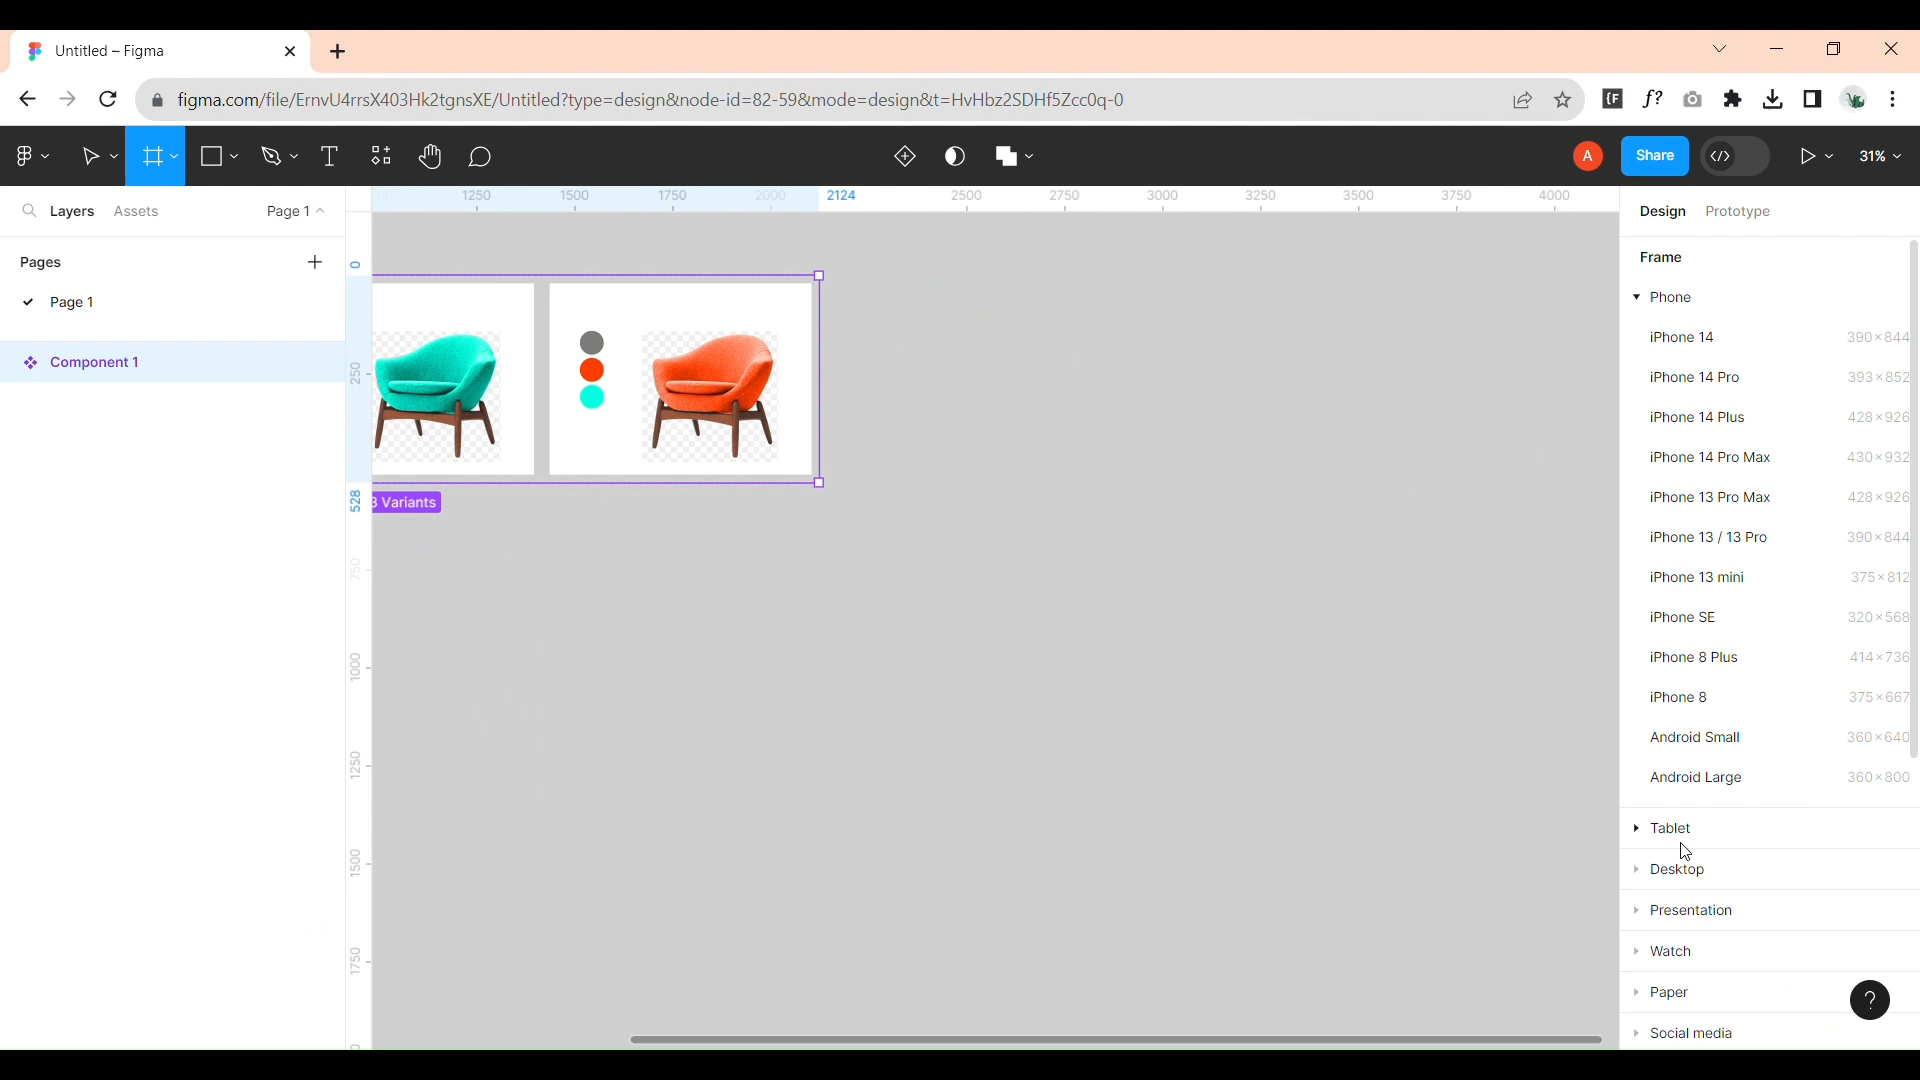 Untitled – Figma
figma.com/file/ErnvU4rrsX403Hk2tgnsXE/Untitled?type=design&node-id=82-59&mode=design&t=HvHbz2SDHf5Zcc0q-0
A
Share
31%
Layers
Assets
Page 1
1250
1500
1750
2000
2124
2500
2750
3000
3250
3500
3750
4000
Design
Prototype
Pages
Page 1
Component 1
0
250
528
750
1000
1250
1500
1750
3 Variants
Frame
Phone
iPhone 14 390×844
iPhone 14 Pro 393×852
iPhone 14 Plus 428×926
iPhone 14 Pro Max 430×932
iPhone 13 Pro Max 428×926
iPhone 13 / 13 Pro 390×844
iPhone 13 mini 375×812
iPhone SE 320×568
iPhone 8 Plus 414×736
iPhone 8 375×667
Android Small 360×640
Android Large 360×800
Tablet
Desktop
Presentation
Watch
Paper
?
Social media